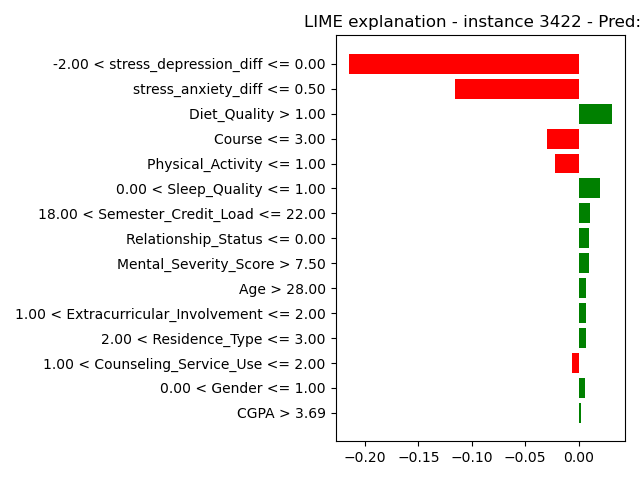 LIME explanation - instance 3422 - Pred:
-2.00 < stress_depression_diff <= 0.00
stress_anxiety_diff <= 0.50
Diet_Quality > 1.00
Course <= 3.00
Physical_Activity <= 1.00
0.00 < Sleep_Quality <= 1.00
18.00 < Semester_Credit_Load <= 22.00
Relationship_Status <= 0.00
Mental_Severity_Score > 7.50
Age > 28.00
1.00 < Extracurricular_Involvement <= 2.00
2.00 < Residence_Type <= 3.00
1.00 < Counseling_Service_Use <= 2.00
0.00 < Gender <= 1.00
CGPA > 3.69
−0.20 −0.15 −0.10 −0.05 0.00